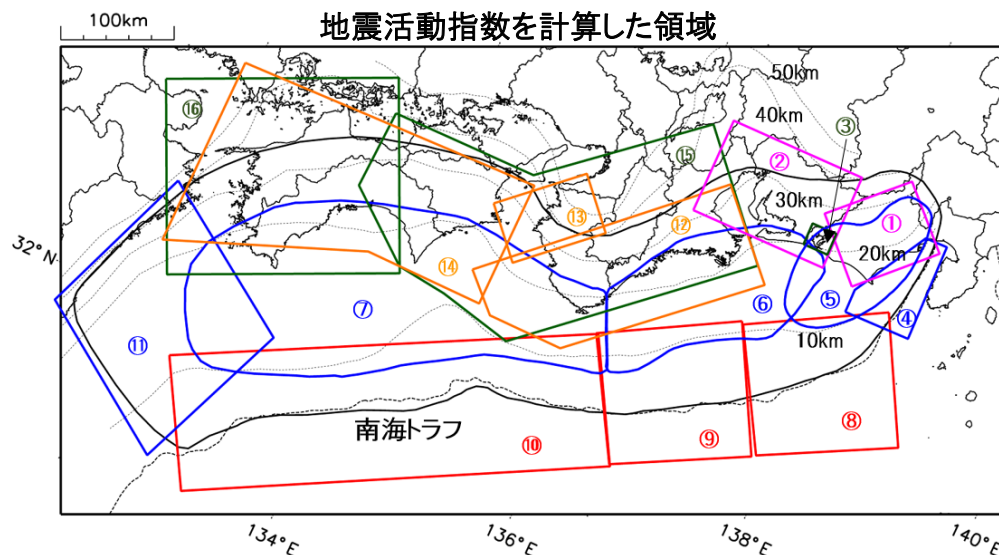 地震活動指数を計算した領域
100km
50km
40km
③
⑯
②
⑮
30km
⑬
⑫
①
20km
32°N
⑭
⑦
⑥
⑤
④
⑪
10km
南海トラフ
⑩
⑨
⑧
134°E
136°E
138°E
140°E